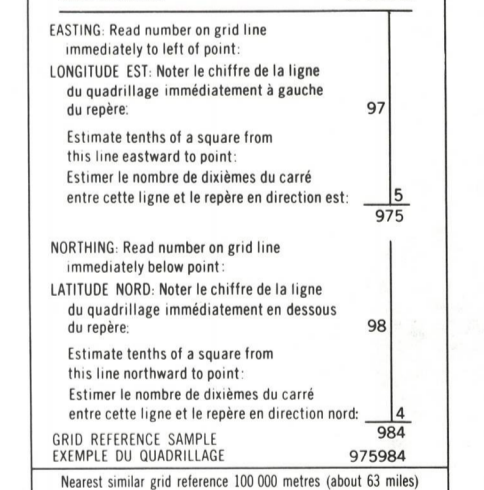 EASTING: Read number on grid line
immediately to left of point:
LONGITUDE EST: Noter le chiffre de la ligne
du quadrillage immédiatement à gauche
du repère: 97
Estimate tenths of a square from
this line eastward to point:
Estimer le nombre de dixièmes du carré
entre cette ligne et le repère en direction est: 5
975
NORTHING: Read number on grid line
immediately below point:
LATITUDE NORD: Noter le chiffre de la ligne
du quadrillage immédiatement en dessous
du repère: 98
Estimate tenths of a square from
this line northward to point:
Estimer le nombre de dixièmes du carré
entre cette ligne et le repère en direction nord: 4
GRID REFERENCE SAMPLE 984
EXEMPLE DU QUADRILLAGE 975984
Nearest similar grid reference 100 000 metres (about 63 miles)